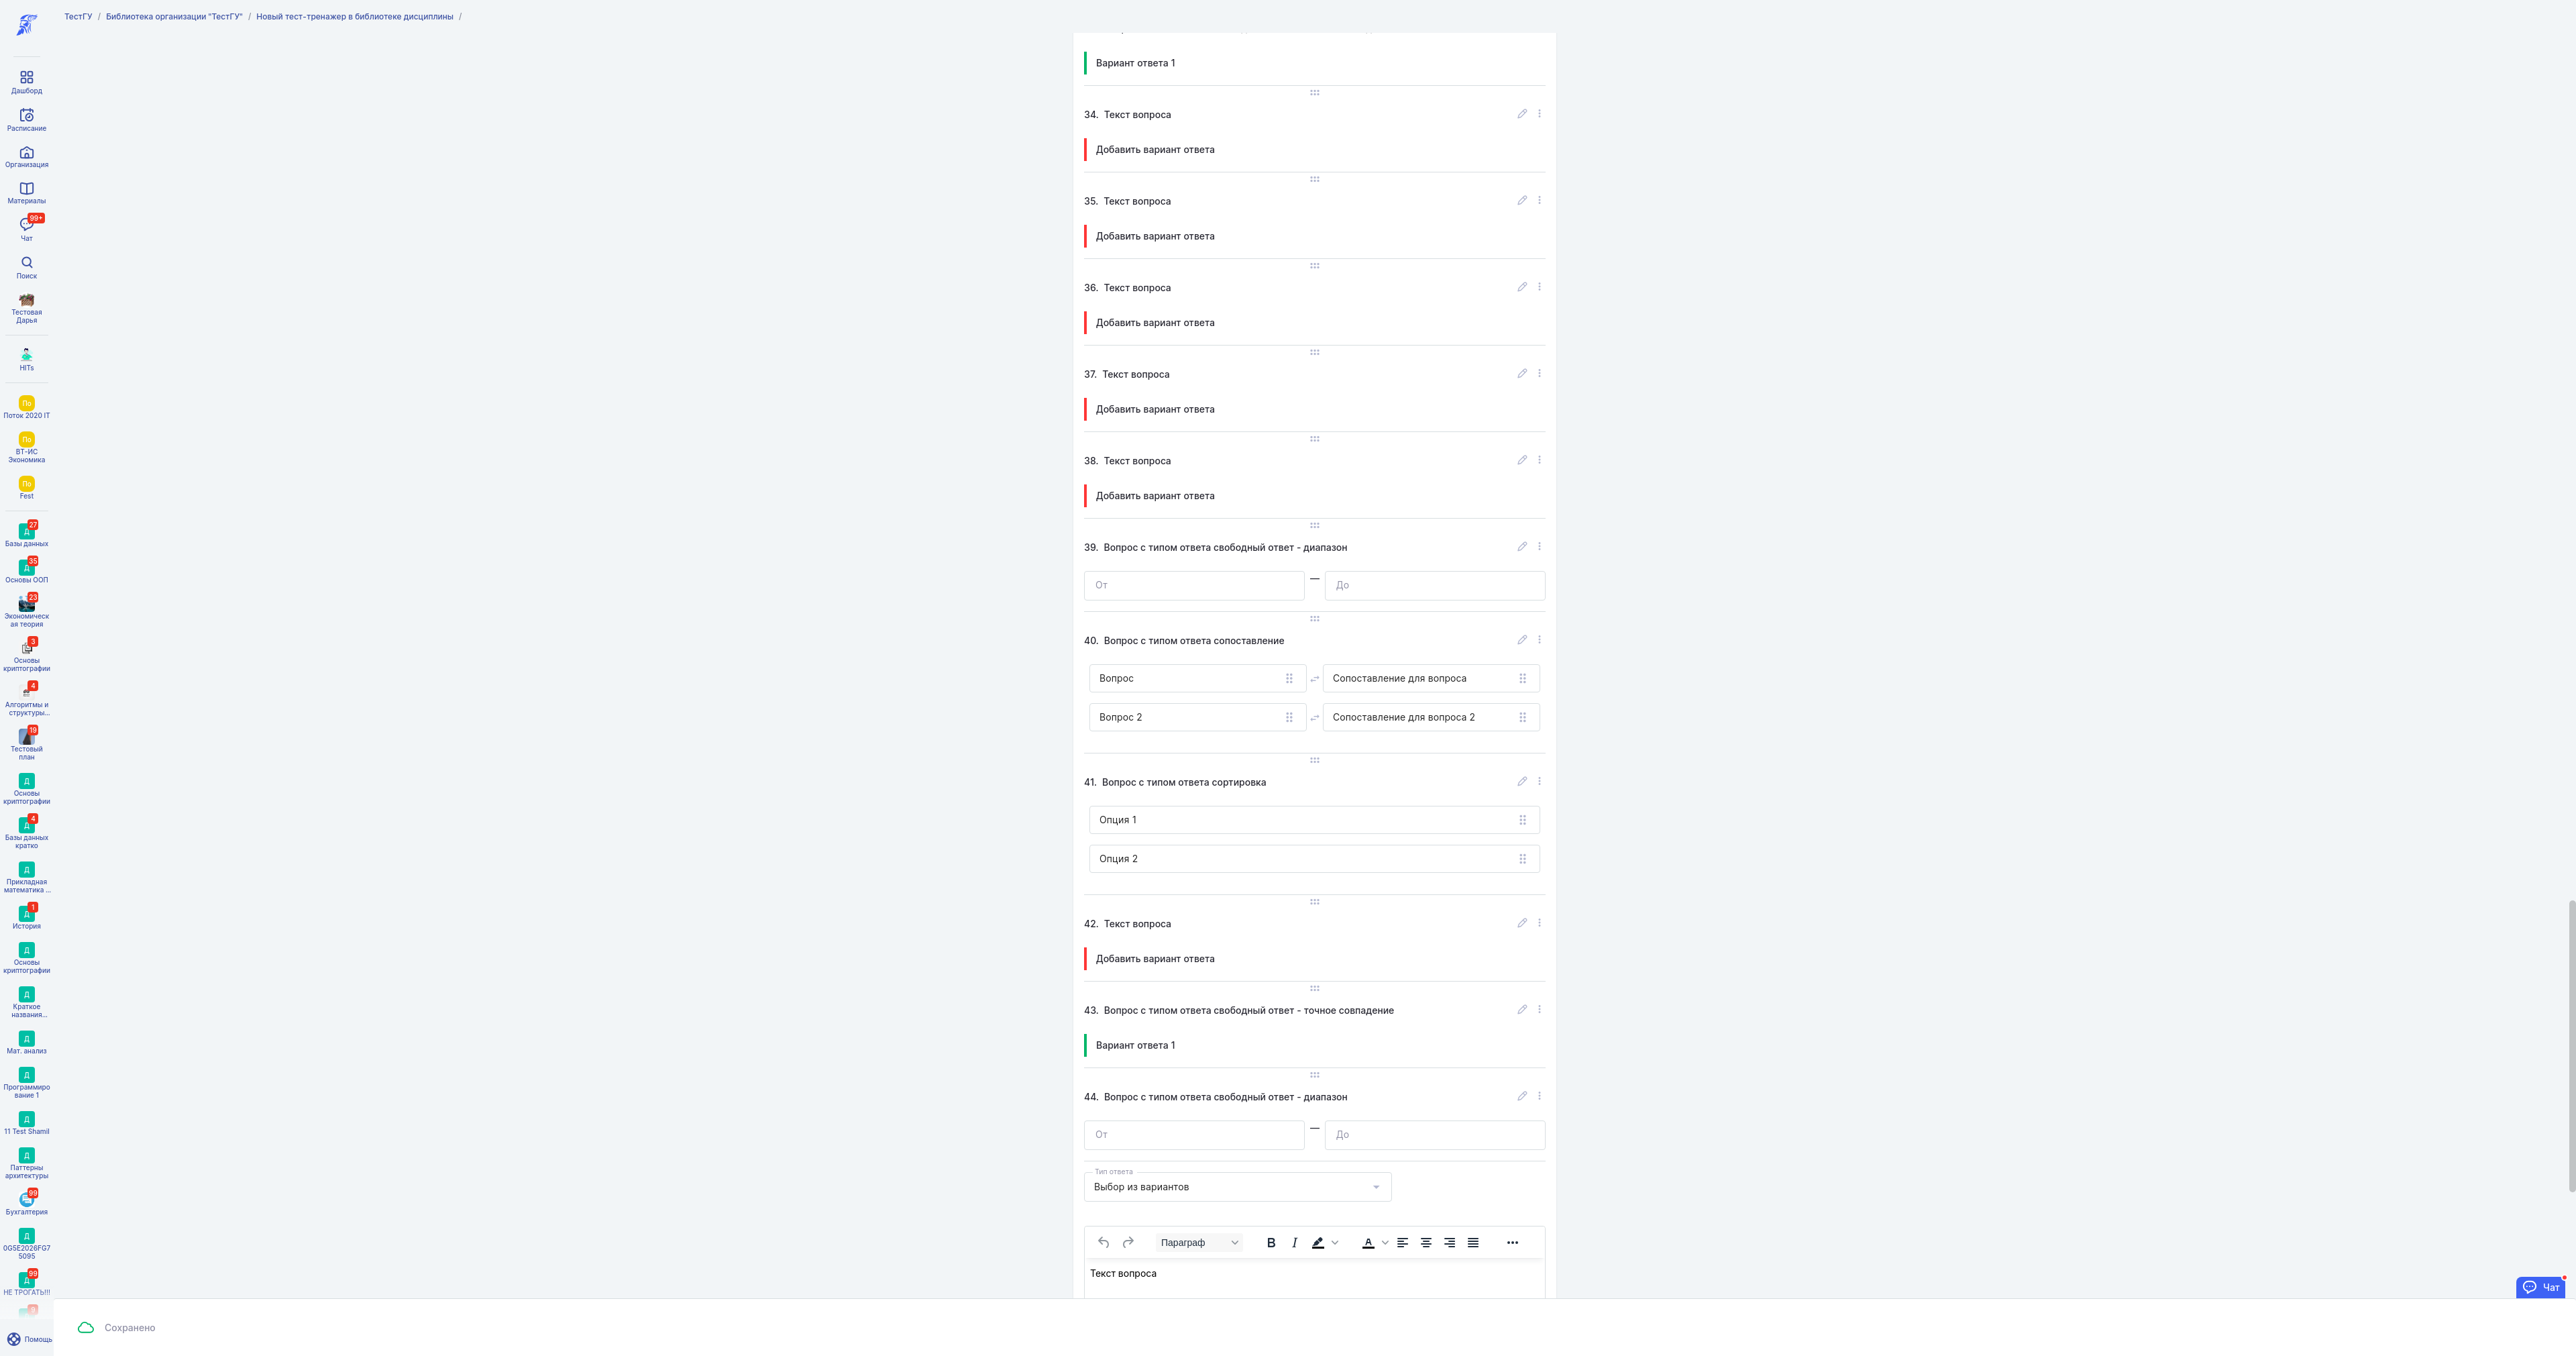 ТестГУ / Библиотека организации "ТестГУ" / Новый тест-тренажер в библиотеке дисциплины /
Дашборд
Расписание
Организация
Материалы
99+
Чат
Поиск
Тестовая
Дарья
HITs
По
Поток 2020 IT
По
ВТ-ИС
Экономика
По
Fest
27
Д
Базы данных
35
Д
Основы ООП
23
Экономическ
ая теория
3
Основы
криптографии
4
Алгоритмы и
структуры...
19
Тестовый
план
Д
Основы
криптографии
4
Д
Базы данных
кратко
Д
Прикладная
математика ...
1
Д
История
Д
Основы
криптографии
Д
Краткое
названия...
Д
Мат. анализ
Д
Программиро
вание 1
Д
11 Test Shamil
Д
Паттерны
архитектуры
99
Бухгалтерия
Д
0G5E2026FG7
5095
99
Д
НЕ ТРОГАТЬ!!!
Помощь
Вариант ответа 1
34. Текст вопроса
Добавить вариант ответа
35. Текст вопроса
Добавить вариант ответа
36. Текст вопроса
Добавить вариант ответа
37. Текст вопроса
Добавить вариант ответа
38. Текст вопроса
Добавить вариант ответа
39. Вопрос с типом ответа свободный ответ - диапазон
От — До
40. Вопрос с типом ответа сопоставление
Вопрос Сопоставление для вопроса
Вопрос 2 Сопоставление для вопроса 2
41. Вопрос с типом ответа сортировка
Опция 1
Опция 2
42. Текст вопроса
Добавить вариант ответа
43. Вопрос с типом ответа свободный ответ - точное совпадение
Вариант ответа 1
44. Вопрос с типом ответа свободный ответ - диапазон
От — До
Тип ответа
Выбор из вариантов
Параграф B I A
Текст вопроса
Чат
Сохранено